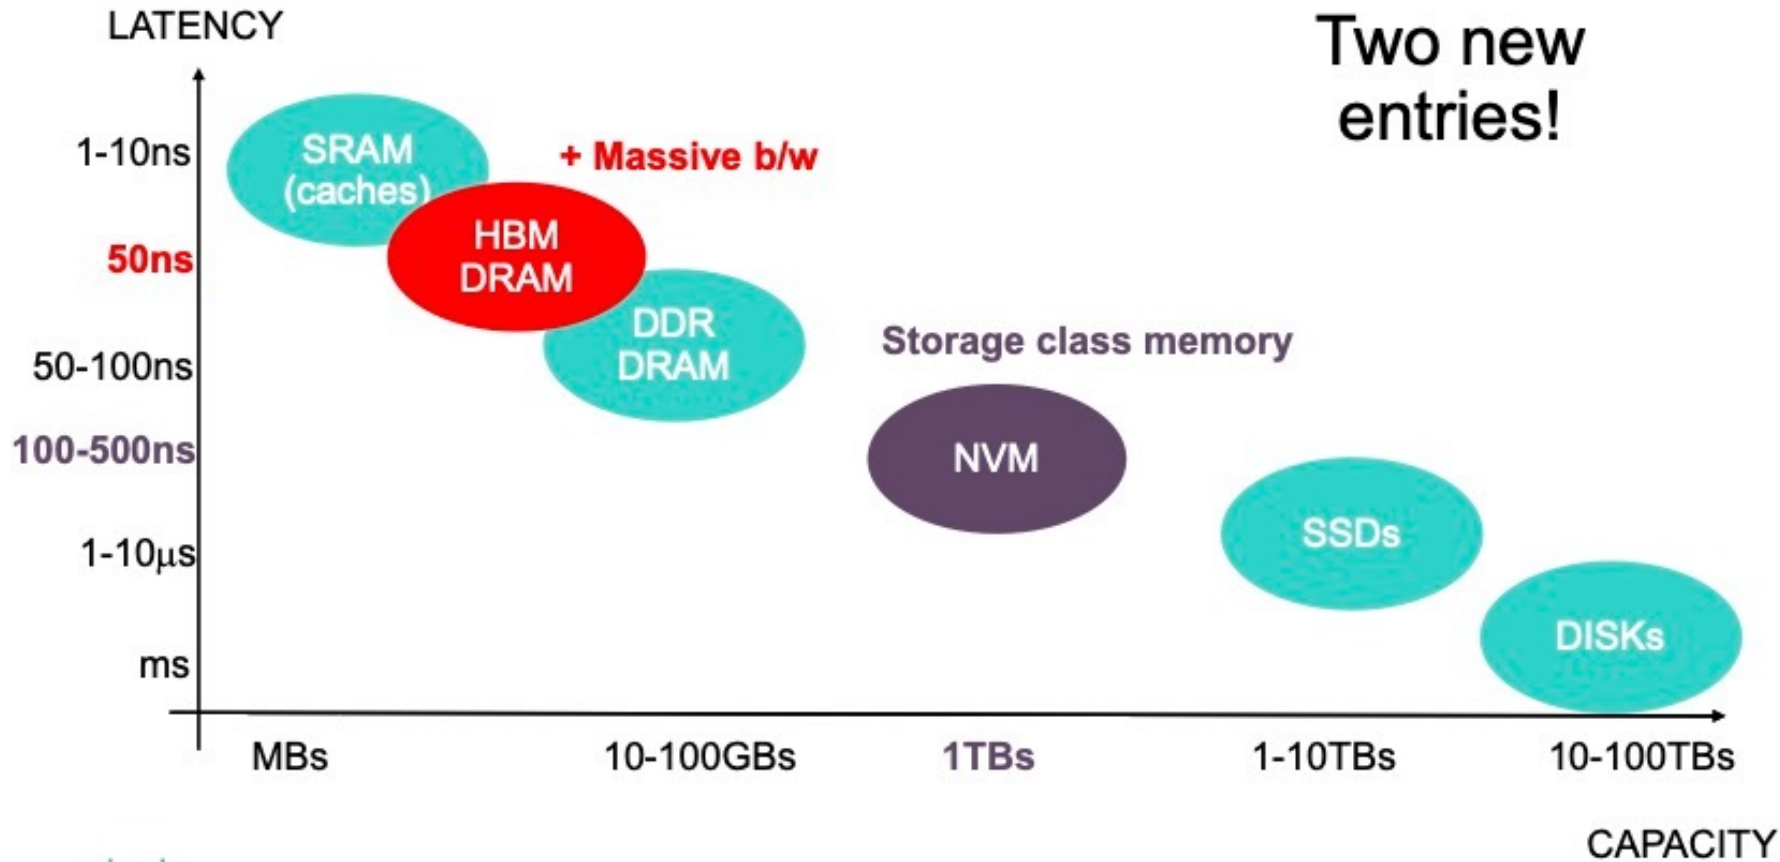 LATENCY
Two new
entries!
1-10ns
SRAM
(caches)
+ Massive b/w
50ns
HBM
DRAM
50-100ns
DDR
DRAM
Storage class memory
100-500ns
NVM
1-10µs
SSDs
ms
DISKs
MBs
10-100GBs
1TBs
1-10TBs
10-100TBs
CAPACITY